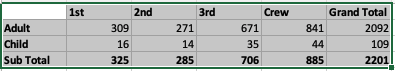 1st 2nd 3rd Crew Grand Total
Adult 309 271 671 841 2092
Child 16 14 35 44 109
Sub Total 325 285 706 885 2201